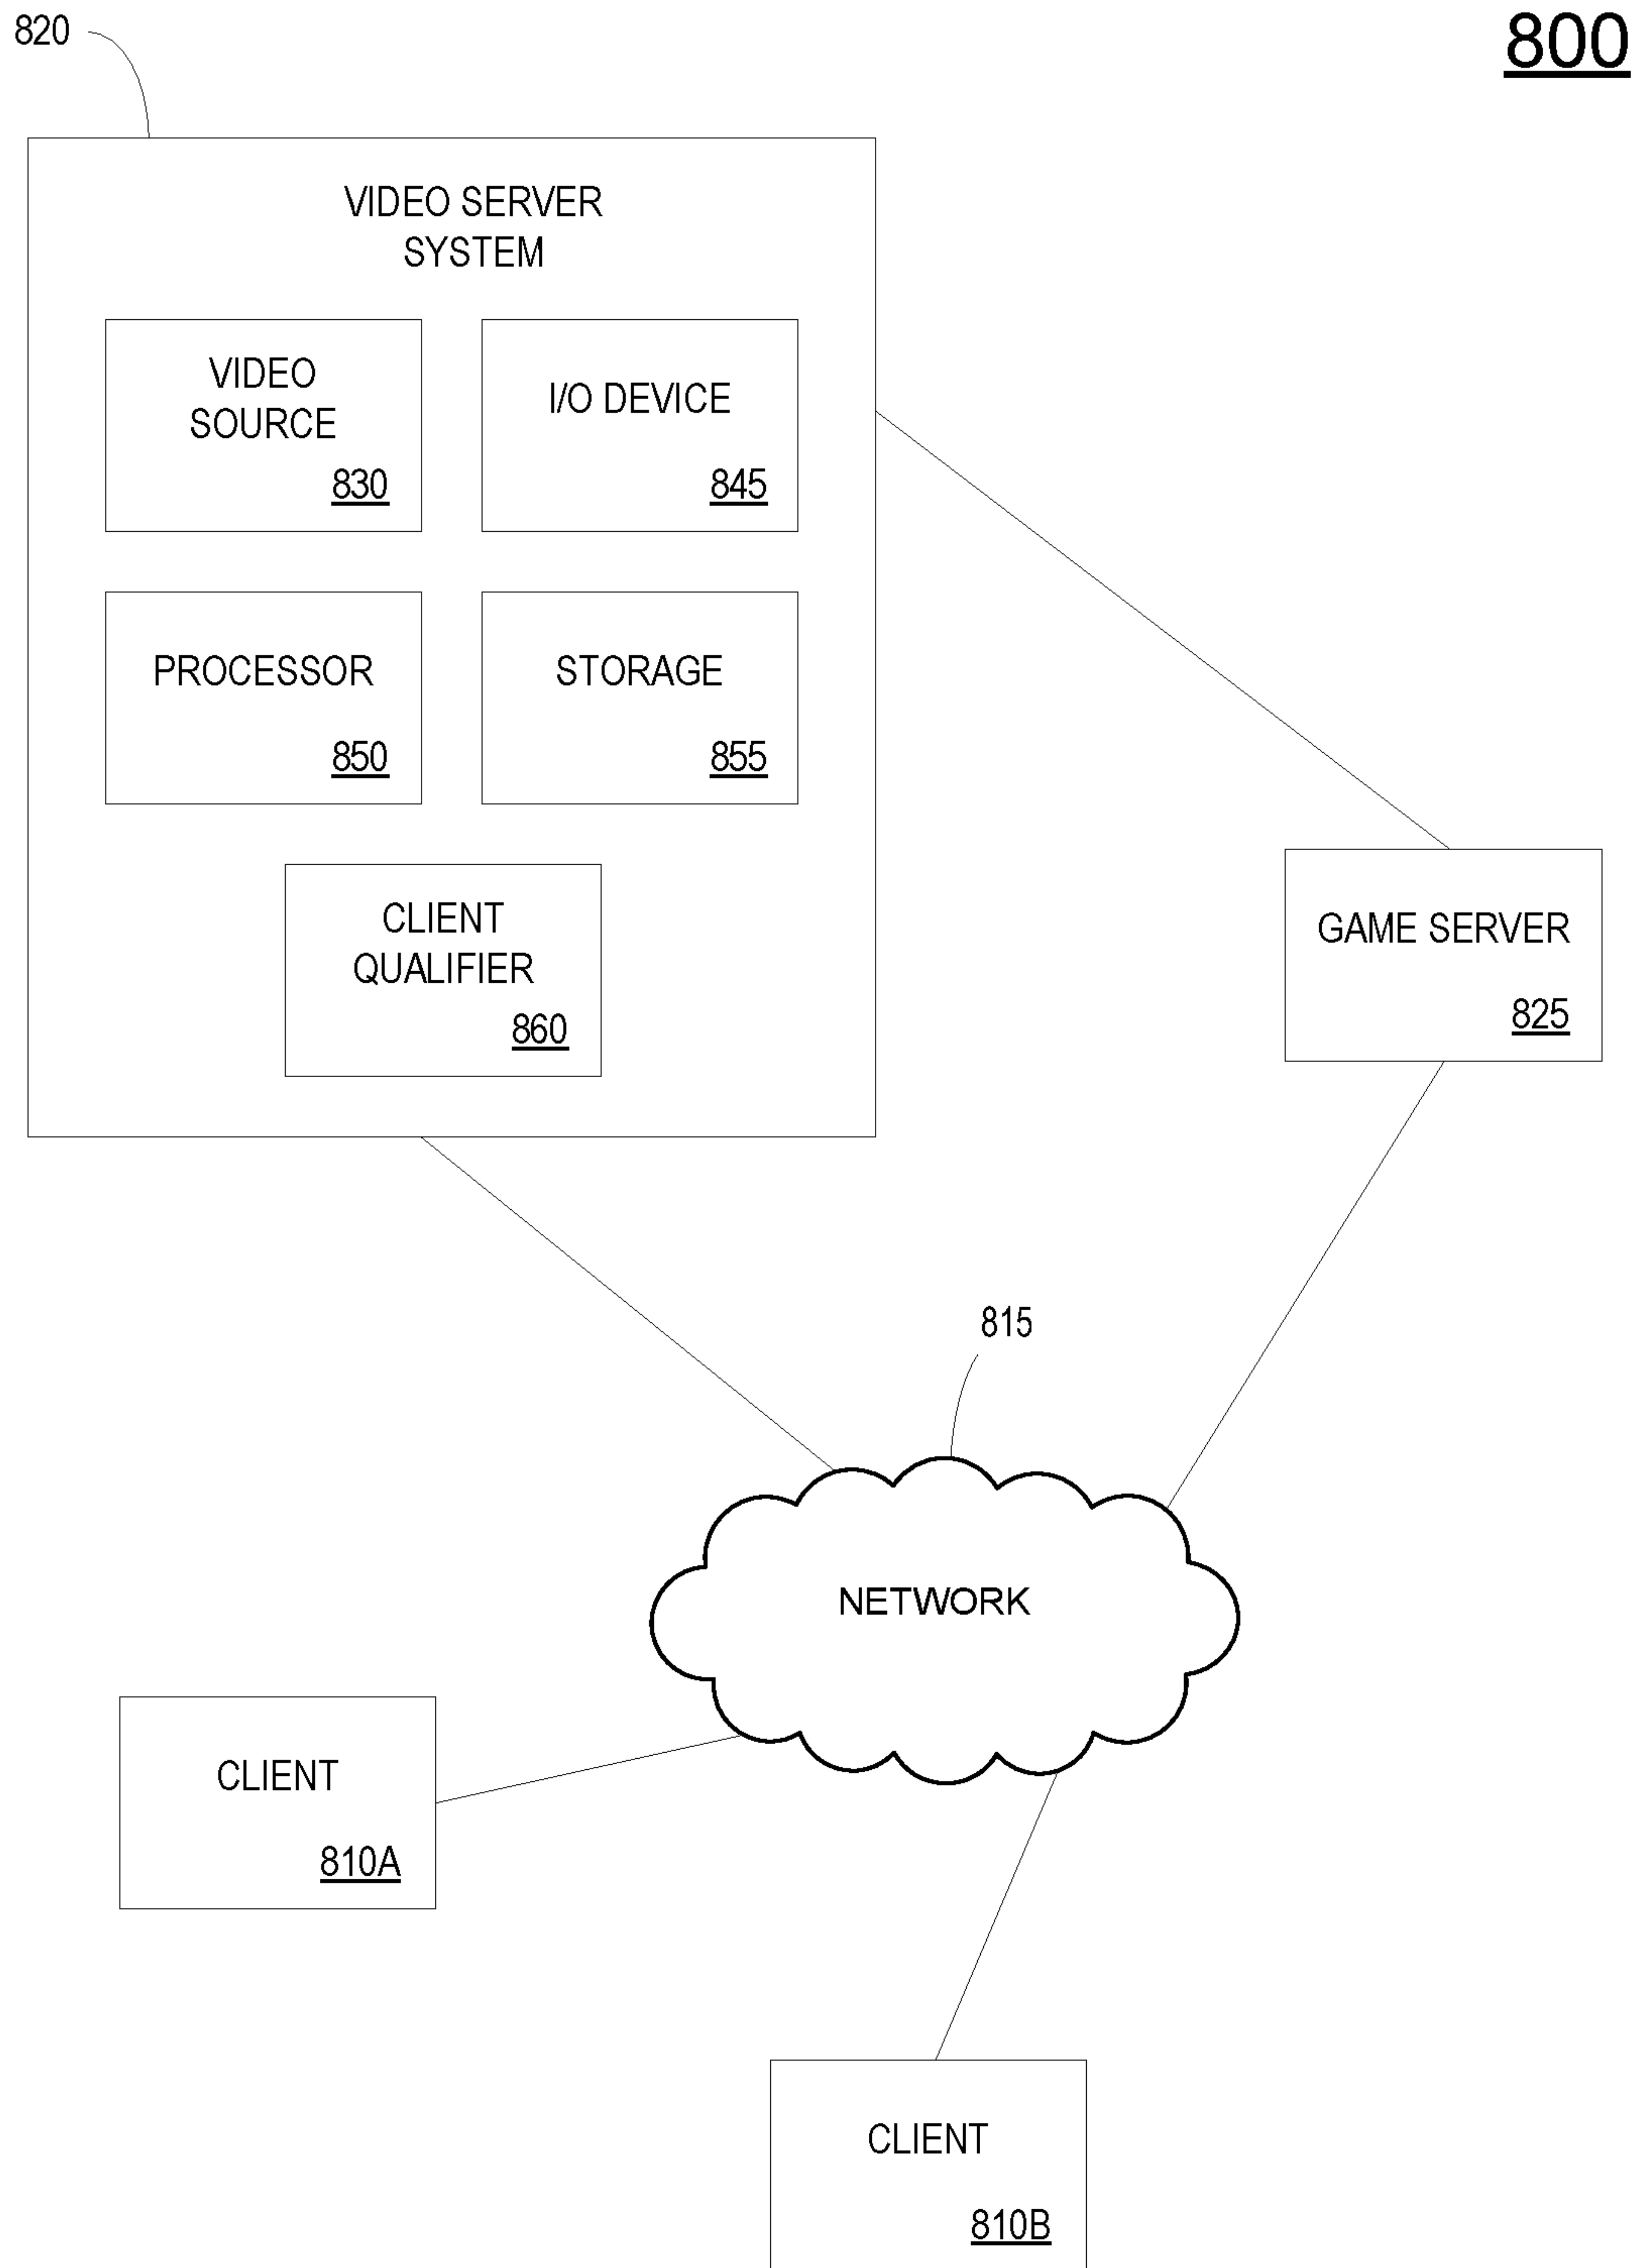 820
800
VIDEO SERVER
SYSTEM
VIDEO
SOURCE
830
I/O DEVICE
845
PROCESSOR
850
STORAGE
855
CLIENT
QUALIFIER
860
GAME SERVER
825
815
NETWORK
CLIENT
810A
CLIENT
810B